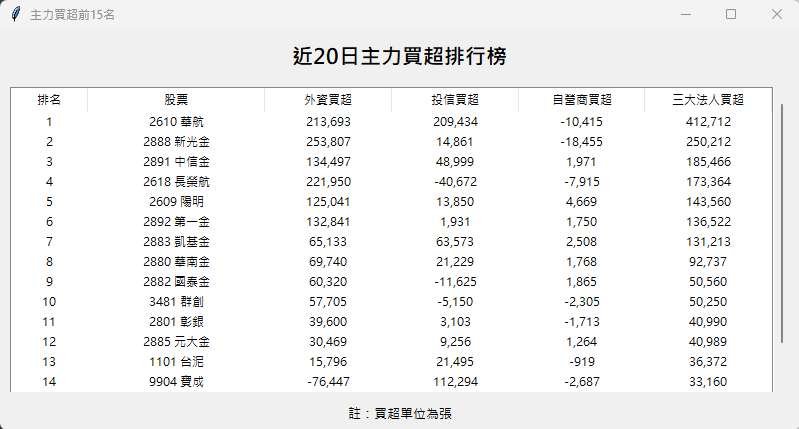 主力買超前15名
近20日主力買超排行榜
排名 股票 外資買超 投信買超 自營商買超 三大法人買超
1 2610 華航 213,693 209,434 -10,415 412,712
2 2888 新光金 253,807 14,861 -18,455 250,212
3 2891 中信金 134,497 48,999 1,971 185,466
4 2618 長榮航 221,950 -40,672 -7,915 173,364
5 2609 陽明 125,041 13,850 4,669 143,560
6 2892 第一金 132,841 1,931 1,750 136,522
7 2883 凱基金 65,133 63,573 2,508 131,213
8 2880 華南金 69,740 21,229 1,768 92,737
9 2882 國泰金 60,320 -11,625 1,865 50,560
10 3481 群創 57,705 -5,150 -2,305 50,250
11 2801 彰銀 39,600 3,103 -1,713 40,990
12 2885 元大金 30,469 9,256 1,264 40,989
13 1101 台泥 15,796 21,495 -919 36,372
14 9904 寶成 -76,447 112,294 -2,687 33,160
註：買超單位為張